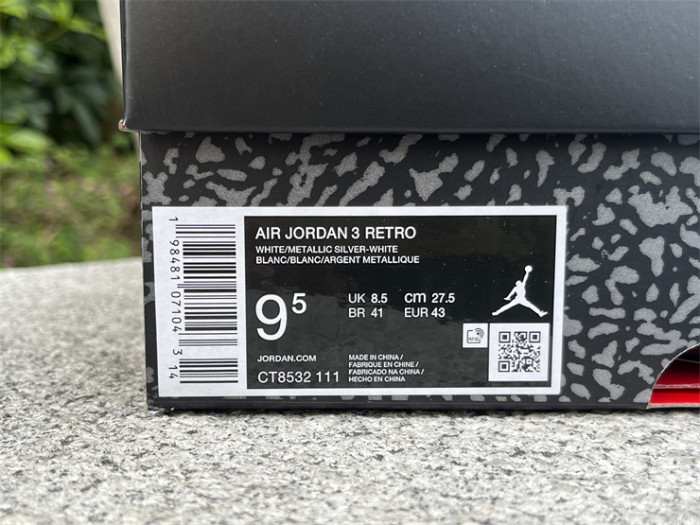 1 98481 07104 3 14
AIR JORDAN 3 RETRO
WHITE/METALLIC SILVER-WHITE
BLANC/BLANC/ARGENT METALLIQUE
9⁵
UK 8.5 cm 27.5
BR 41 EUR 43
RFID
JORDAN.COM
CT8532 111
MADE IN CHINA /
FABRIQUE EN CHINE /
FABRICADO NA CHINA /
HECHO EN CHINA